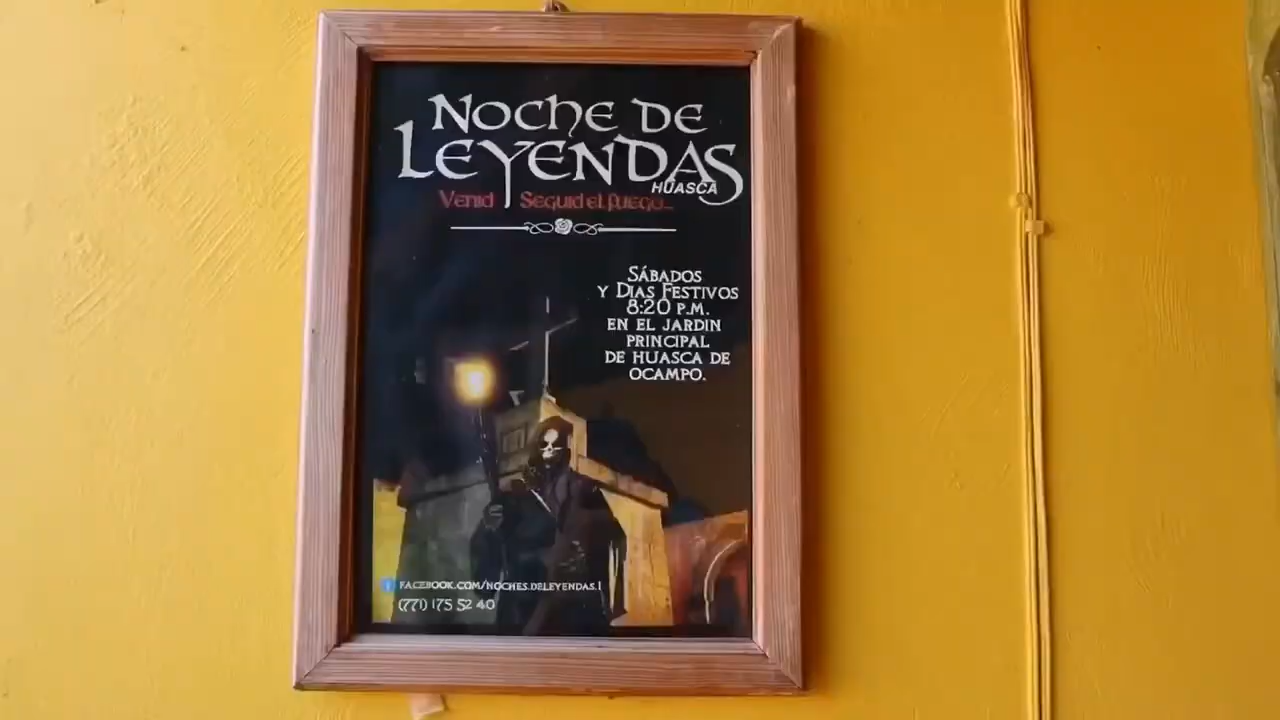 NOCHE DE
LEYENDAS
HUASCA
Venid Seguid el fuego...
SÁBADOS
Y DIAS FESTIVOS
8:20 P.M.
EN EL JARDIN
PRINCIPAL
DE HUASCA DE
OCAMPO.
f FACEBOOK.COM/NOCHES.DELEYENDAS.1
(771) 175 52 40